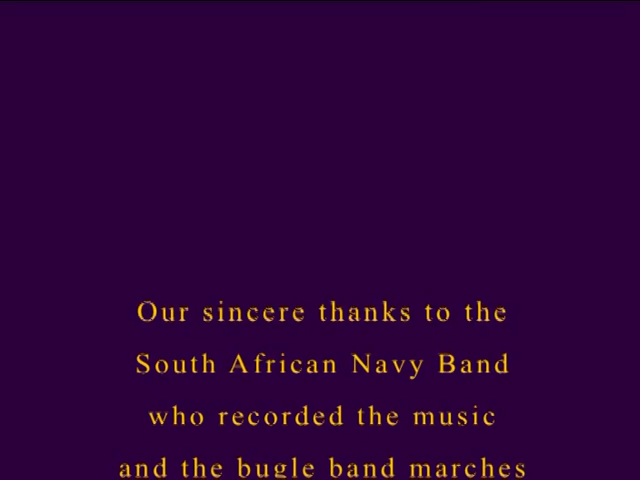 Our sincere thanks to the
South African Navy Band
who recorded the music
and the bugle band marches